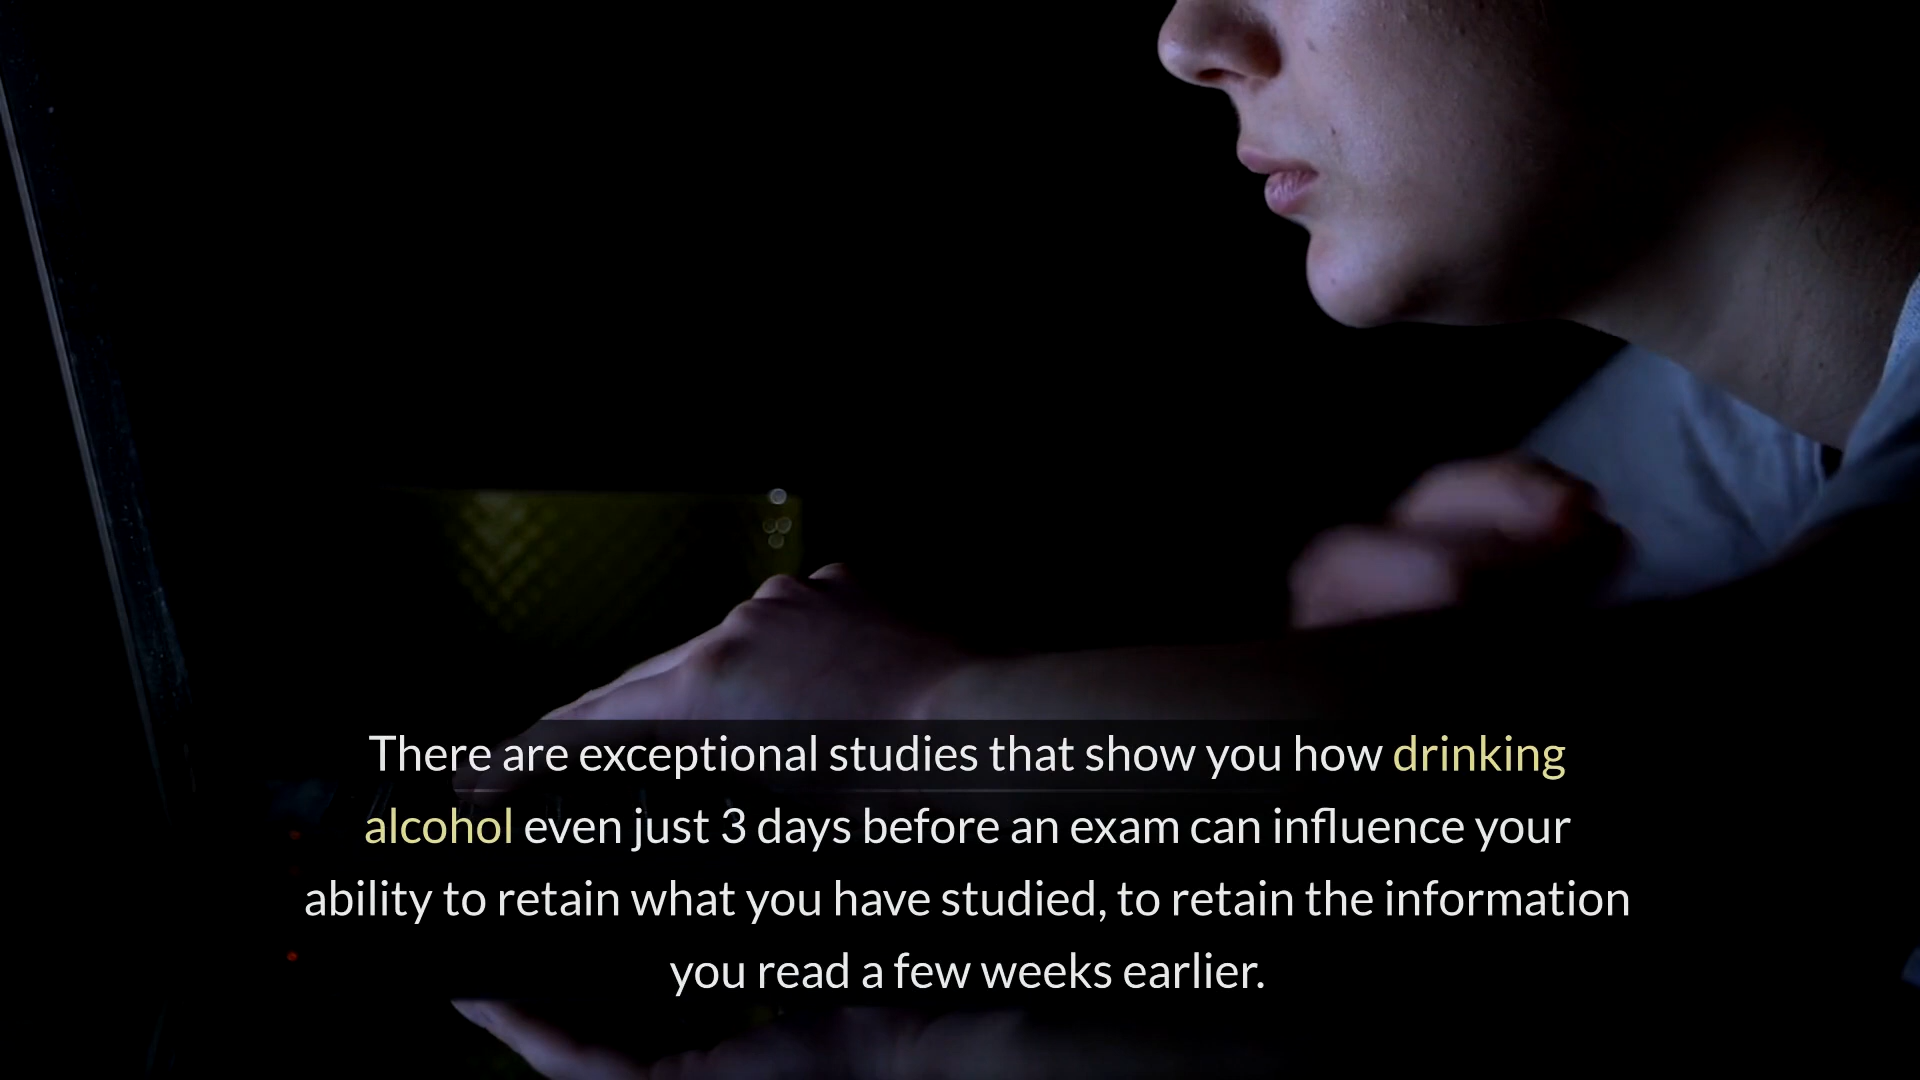 There are exceptional studies that show you how drinking
alcohol even just 3 days before an exam can influence your
ability to retain what you have studied, to retain the information
you read a few weeks earlier.